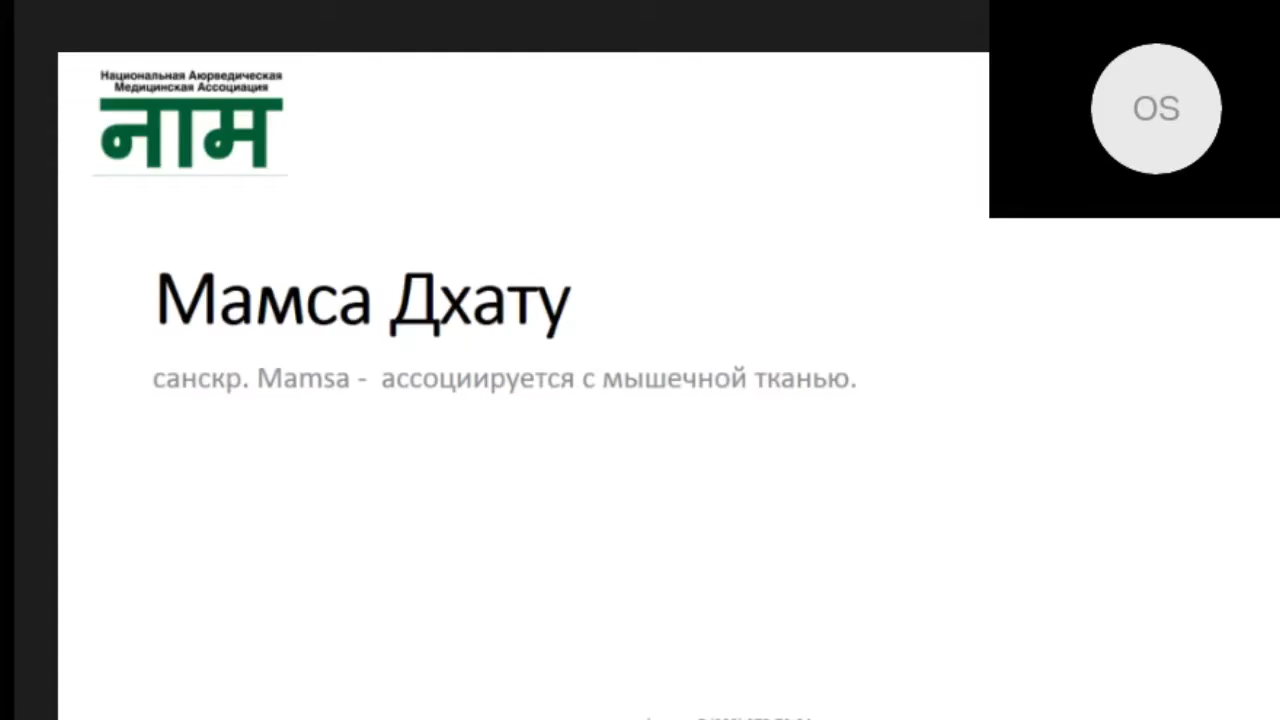 Национальная Аюрведическая
Медицинская Ассоциация
नाम
OS
Мамса Дхату
санскр. Mamsa - ассоциируется с мышечной тканью.